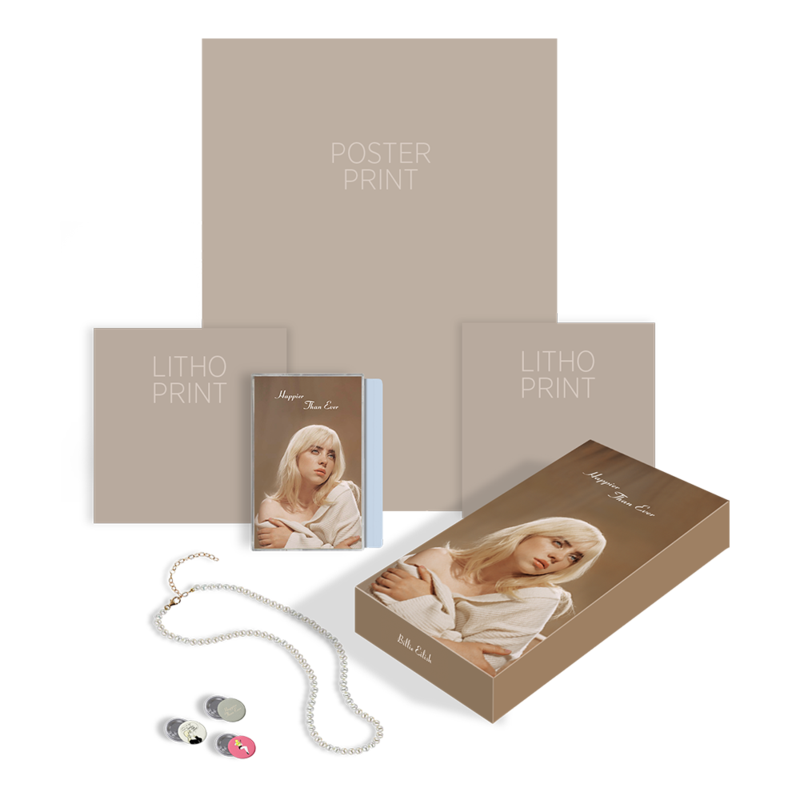 POSTER
PRINT
LITHO
PRINT
LITHO
PRINT
Happier
Than Ever
Happier
Than Ever
Billie Eilish